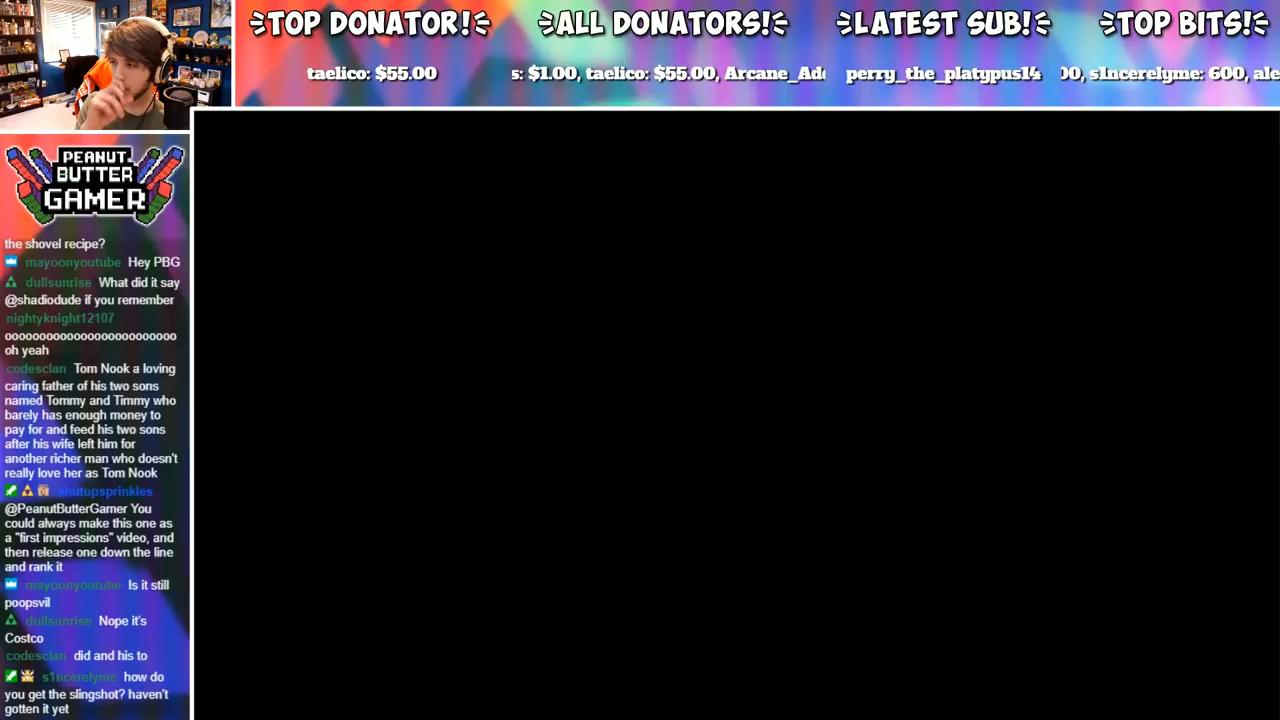 TOP DONATOR!
ALL DONATORS!
LATEST SUB!
TOP BITS!
taelico: $55.00
s: $1.00, taelico: $55.00, Arcane_Ad
perry_the_platypus14
00, s1ncerelyme: 600, ale
PEANUT
BUTTER
GAMER
the shovel recipe?
mayoonyoutube Hey PBG
dullsunrise What did it say
@shadiodude if you remember
nightyknight12107
ooooooooooooooooooooooooo
oh yeah
codesclan Tom Nook a loving
caring father of his two sons
named Tommy and Timmy who
barely has enough money to
pay for and feed his two sons
after his wife left him for
another richer man who doesn't
really love her as Tom Nook
shutupsprinkles
@PeanutButterGamer You
could always make this one as
a "first impressions" video, and
then release one down the line
and rank it
mayoonyoutube Is it still
poopsvil
dullsunrise Nope it's
Costco
codesclan did and his to
s1ncerelyme how do
you get the slingshot? haven't
gotten it yet